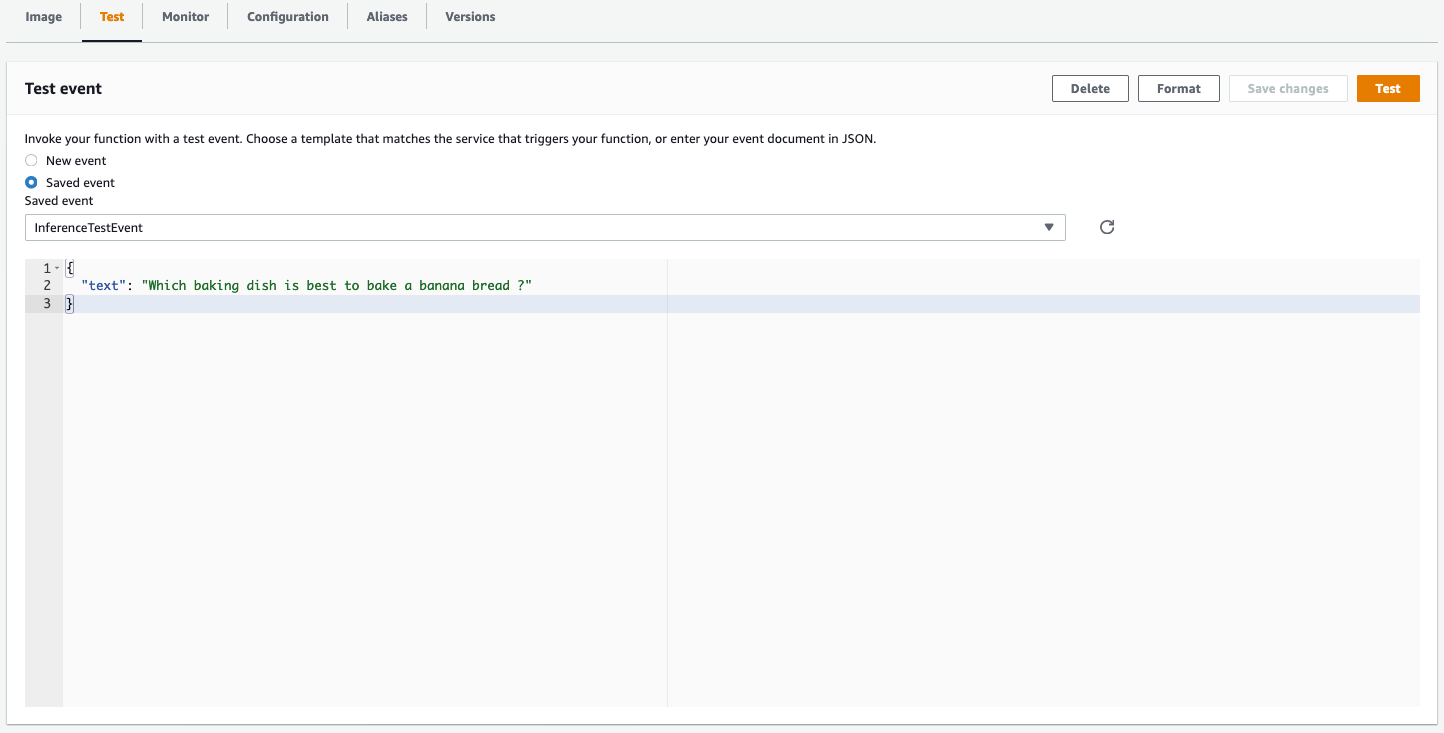 Image Test Monitor Configuration Aliases Versions
Test event Delete Format Save changes Test
Invoke your function with a test event. Choose a template that matches the service that triggers your function, or enter your event document in JSON.
New event
Saved event
Saved event
InferenceTestEvent
1 {
2 "text": "Which baking dish is best to bake a banana bread ?"
3 }